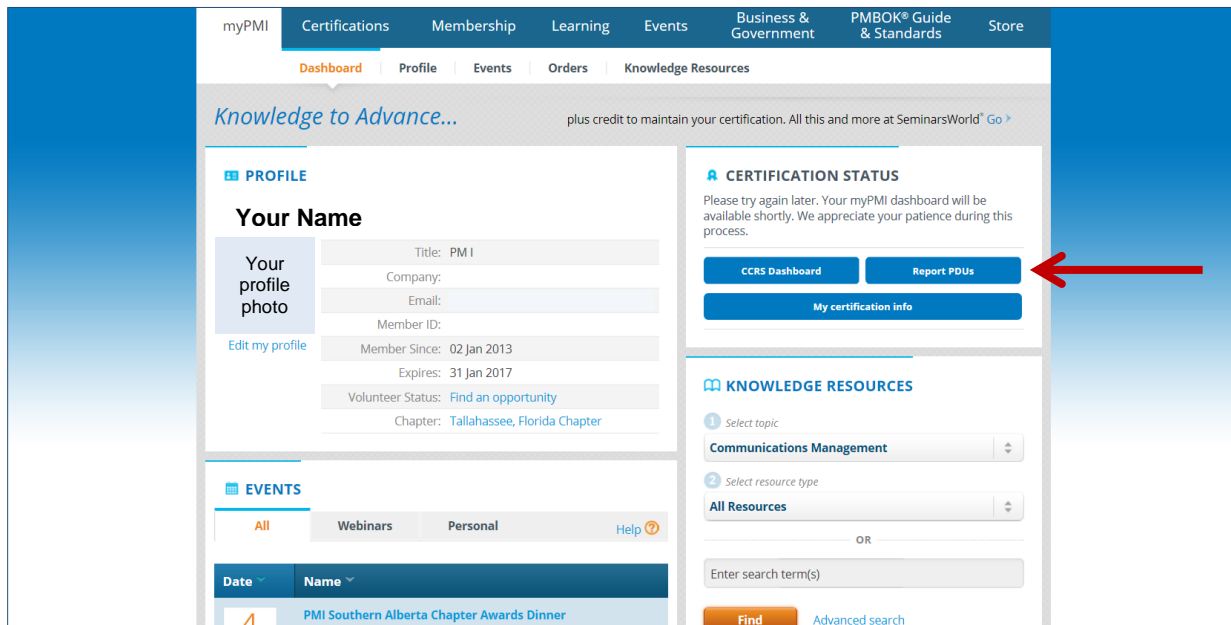 myPMI
Certifications
Membership
Learning
Events
Business &
Government
PMBOK® Guide
& Standards
Store
Dashboard
Profile
Events
Orders
Knowledge Resources
Knowledge to Advance...
plus credit to maintain your certification. All this and more at SeminarsWorld® Go
PROFILE
Your Name
Your
profile
photo
Edit my profile
Title: PM I
Company:
Email:
Member ID:
Member Since: 02 Jan 2013
Expires: 31 Jan 2017
Volunteer Status: Find an opportunity
Chapter: Tallahassee, Florida Chapter
CERTIFICATION STATUS
Please try again later. Your myPMI dashboard will be
available shortly. We appreciate your patience during this
process.
CCRS Dashboard
Report PDUs
My certification info
KNOWLEDGE RESOURCES
1 Select topic
Communications Management
2 Select resource type
All Resources
OR
Enter search term(s)
Find
Advanced search
EVENTS
All
Webinars
Personal
Help ?
Date
Name
4
PMI Southern Alberta Chapter Awards Dinner